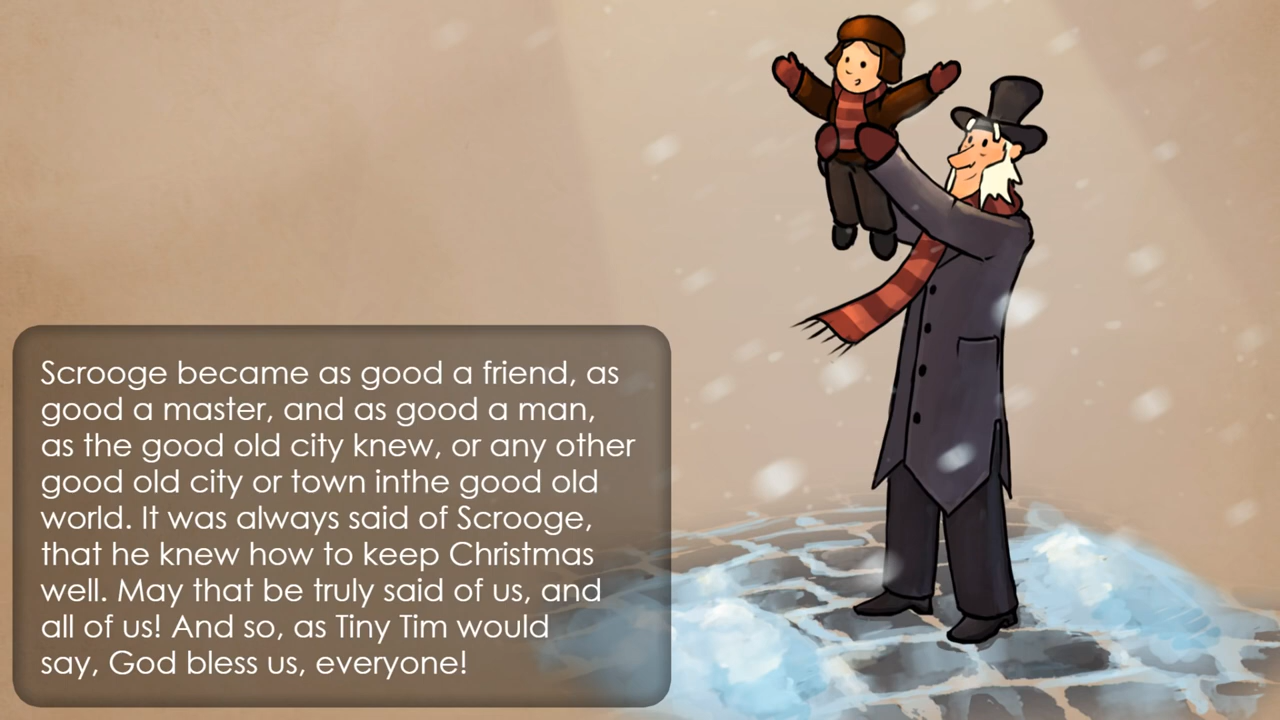 Scrooge became as good a friend, as
good a master, and as good a man,
as the good old city knew, or any other
good old city or town inthe good old
world. It was always said of Scrooge,
that he knew how to keep Christmas
well. May that be truly said of us, and
all of us! And so, as Tiny Tim would
say, God bless us, everyone!